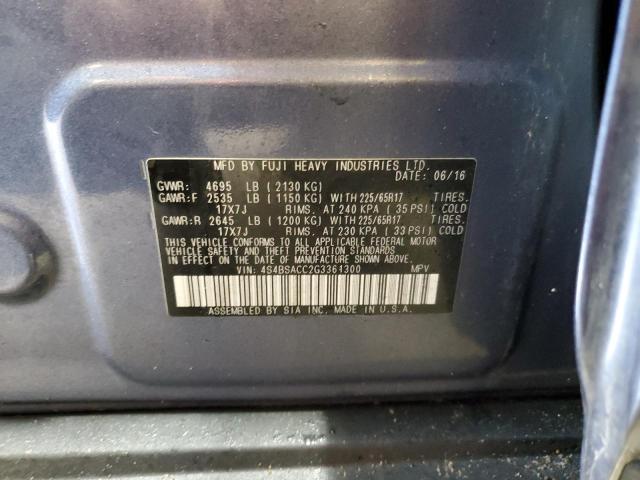 MFD BY FUJI HEAVY INDUSTRIES LTD.
DATE: 06/16
GVWR: 4695 LB ( 2130 KG)
GAWR:F 2535 LB ( 1150 KG) WITH 225/65R17 TIRES.
17X7J RIMS. AT 240 KPA ( 35 PSI) COLD
GAWR:R 2645 LB ( 1200 KG) WITH 225/65R17 TIRES.
17X7J RIMS. AT 230 KPA ( 33 PSI) COLD
THIS VEHICLE CONFORMS TO ALL APPLICABLE FEDERAL MOTOR
VEHICLE SAFETY AND THEFT PREVENTION STANDARDS
IN EFFECT ON THE DATE OF MANUFACTURE SHOWN ABOVE.
VIN: 4S4BSACC2G3361300 MPV
ASSEMBLED BY SIA INC. MADE IN U.S.A.